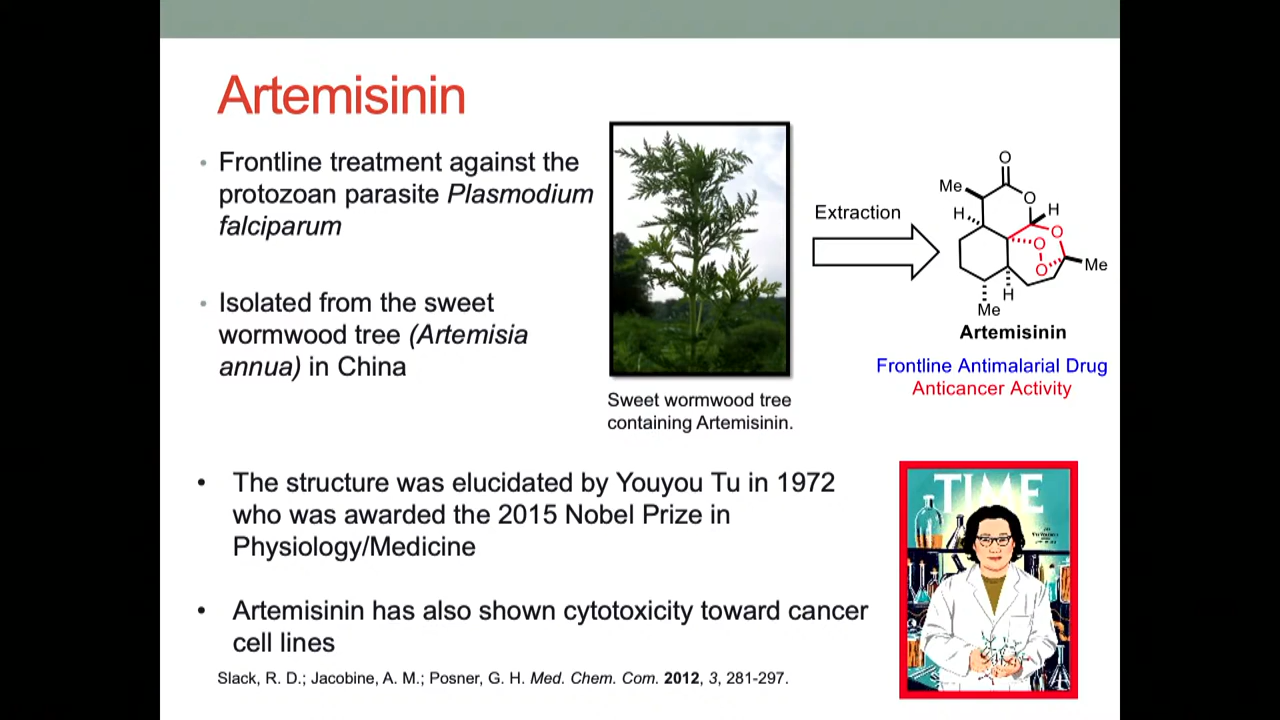 Artemisinin
• Frontline treatment against the
protozoan parasite Plasmodium
falciparum
• Isolated from the sweet
wormwood tree (Artemisia
annua) in China
Sweet wormwood tree
containing Artemisinin.
Extraction
O
Me
O
H
H
O
O
O
Me
H
Me
Artemisinin
Frontline Antimalarial Drug
Anticancer Activity
• The structure was elucidated by Youyou Tu in 1972
who was awarded the 2015 Nobel Prize in
Physiology/Medicine
• Artemisinin has also shown cytotoxicity toward cancer
cell lines
Slack, R. D.; Jacobine, A. M.; Posner, G. H. Med. Chem. Com. 2012, 3, 281-297.
TIME